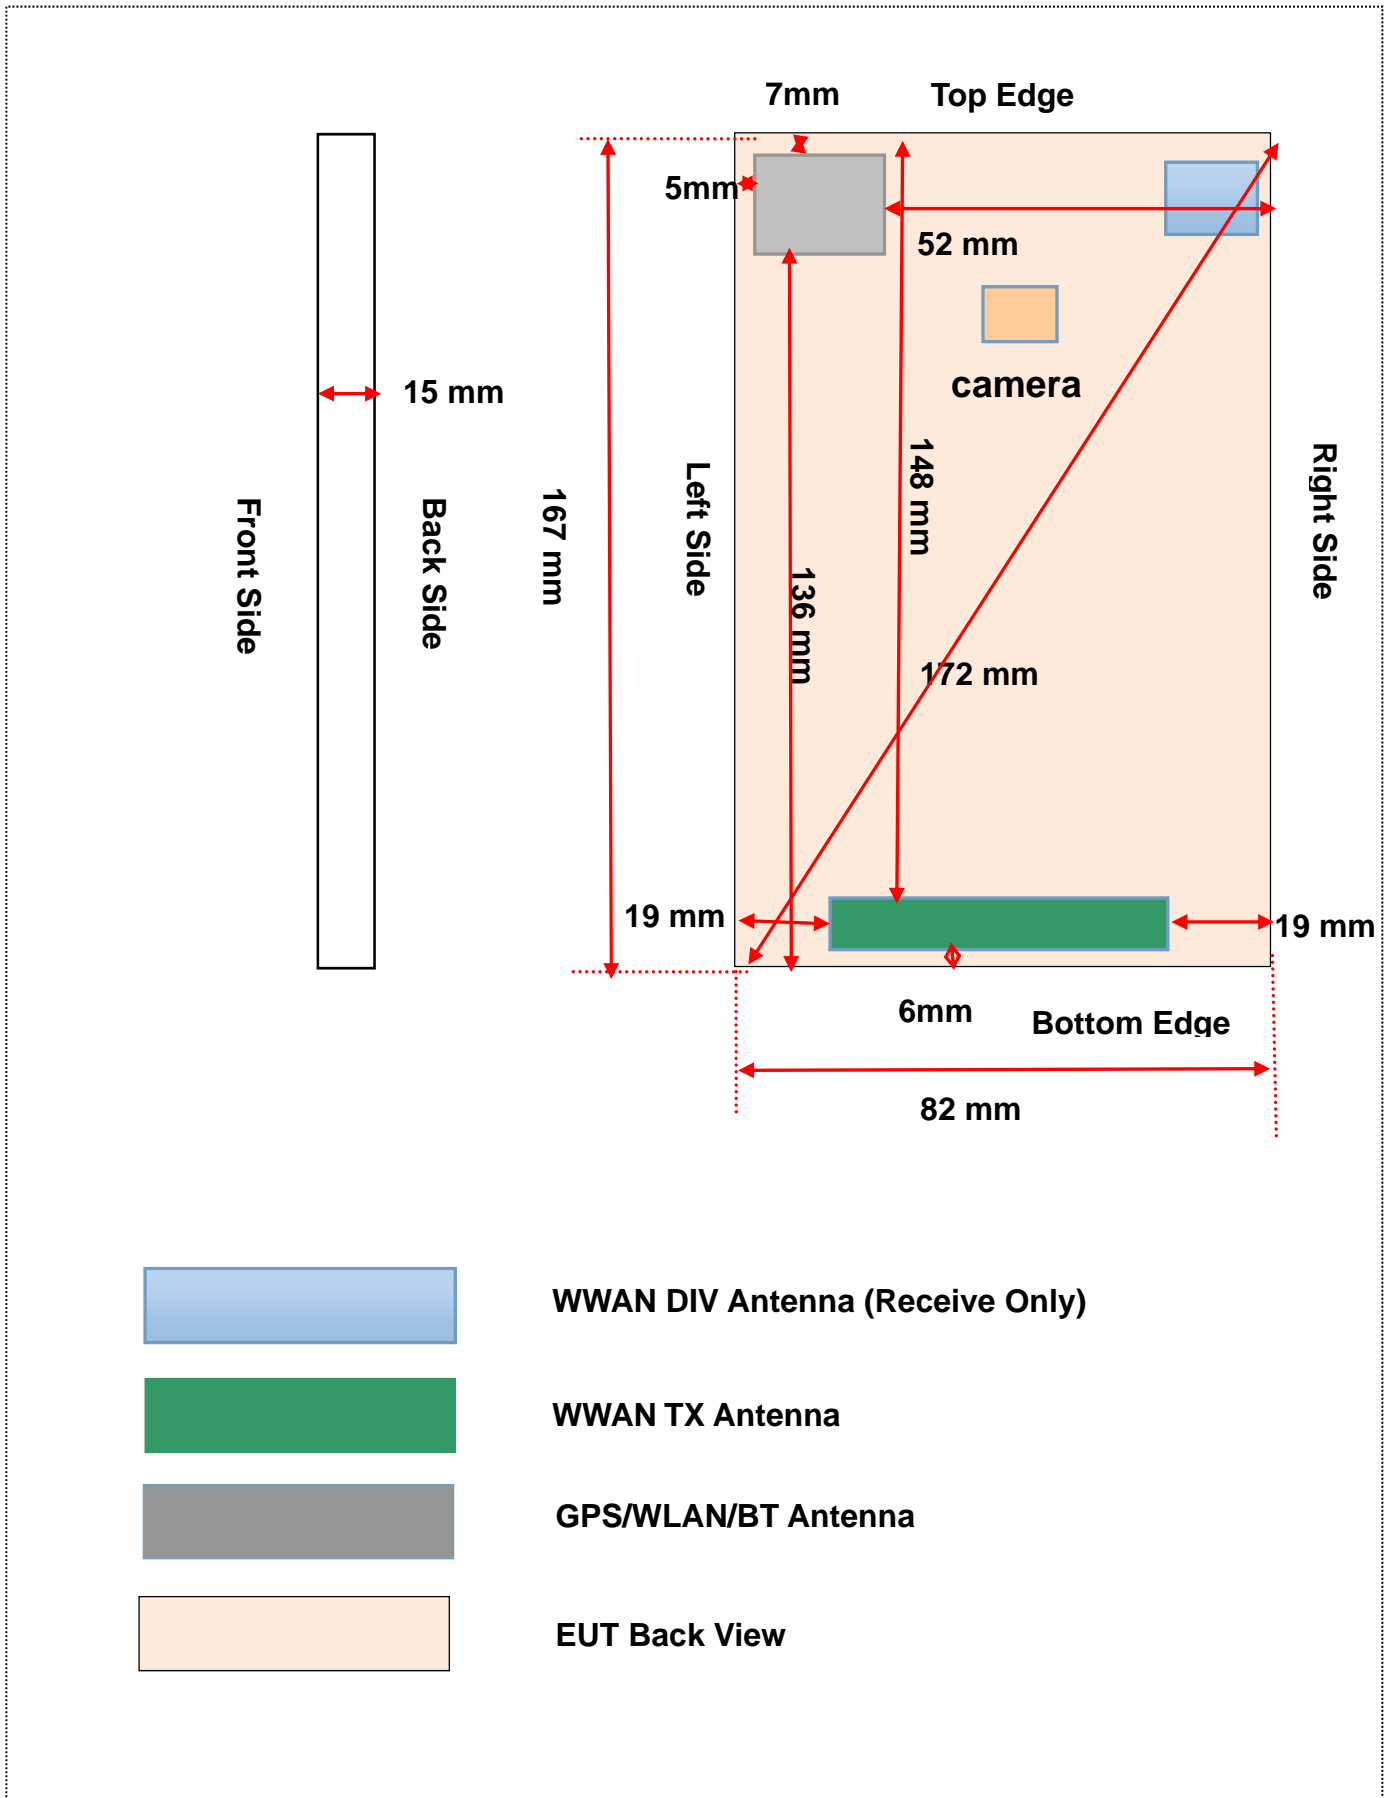 7mm
Top Edge
5mm
52 mm
camera
15 mm
148 mm
Left Side
Right Side
167 mm
Front Side
Back Side
136 mm
172 mm
19 mm
19 mm
6mm
Bottom Edge
82 mm
WWAN DIV Antenna (Receive Only)
WWAN TX Antenna
GPS/WLAN/BT Antenna
EUT Back View